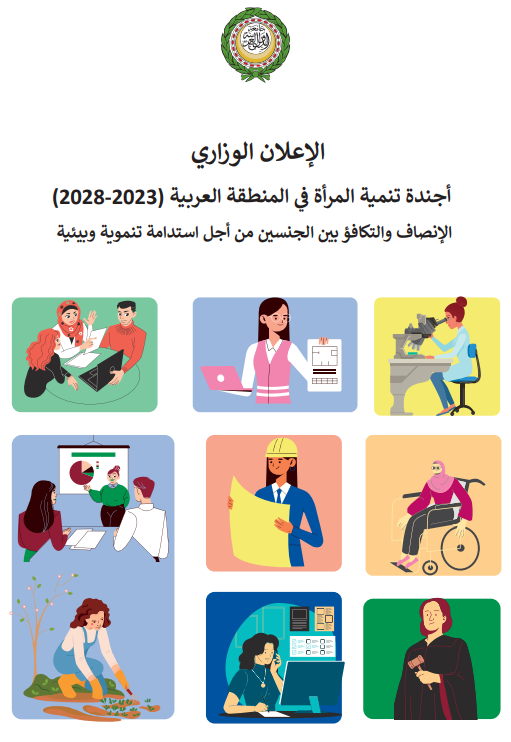 الإعلان الوزاري
أجندة تنمية المرأة في المنطقة العربية (2023-2028)
الإنصاف والتكافؤ بين الجنسين من أجل استدامة تنموية وبيئية